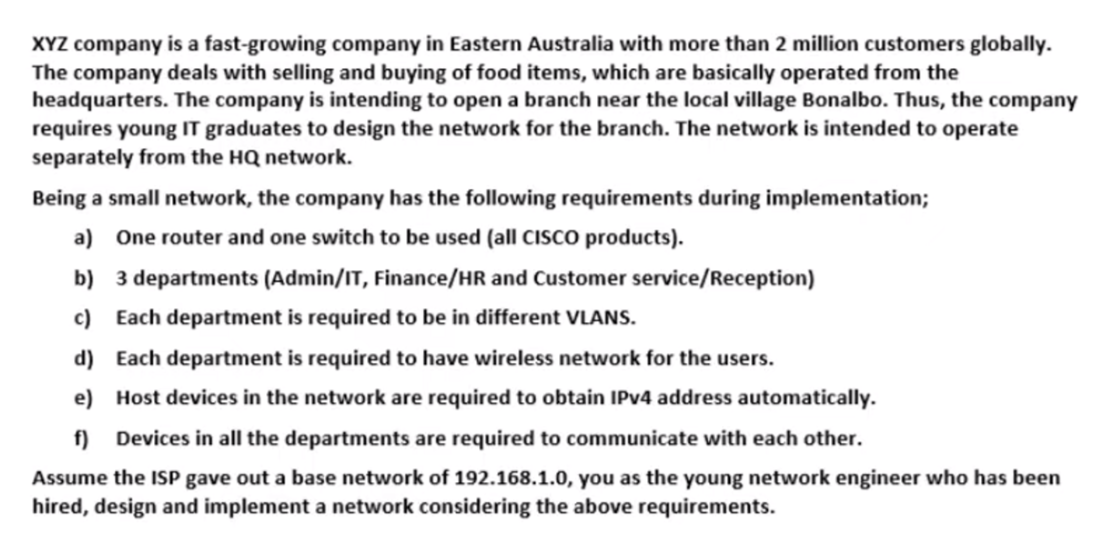 XYZ company is a fast-growing company in Eastern Australia with more than 2 million customers globally.
The company deals with selling and buying of food items, which are basically operated from the
headquarters. The company is intending to open a branch near the local village Bonalbo. Thus, the company
requires young IT graduates to design the network for the branch. The network is intended to operate
separately from the HQ network.
Being a small network, the company has the following requirements during implementation;
a) One router and one switch to be used (all CISCO products).
b) 3 departments (Admin/IT, Finance/HR and Customer service/Reception)
c) Each department is required to be in different VLANS.
d) Each department is required to have wireless network for the users.
e) Host devices in the network are required to obtain IPv4 address automatically.
f) Devices in all the departments are required to communicate with each other.
Assume the ISP gave out a base network of 192.168.1.0, you as the young network engineer who has been
hired, design and implement a network considering the above requirements.